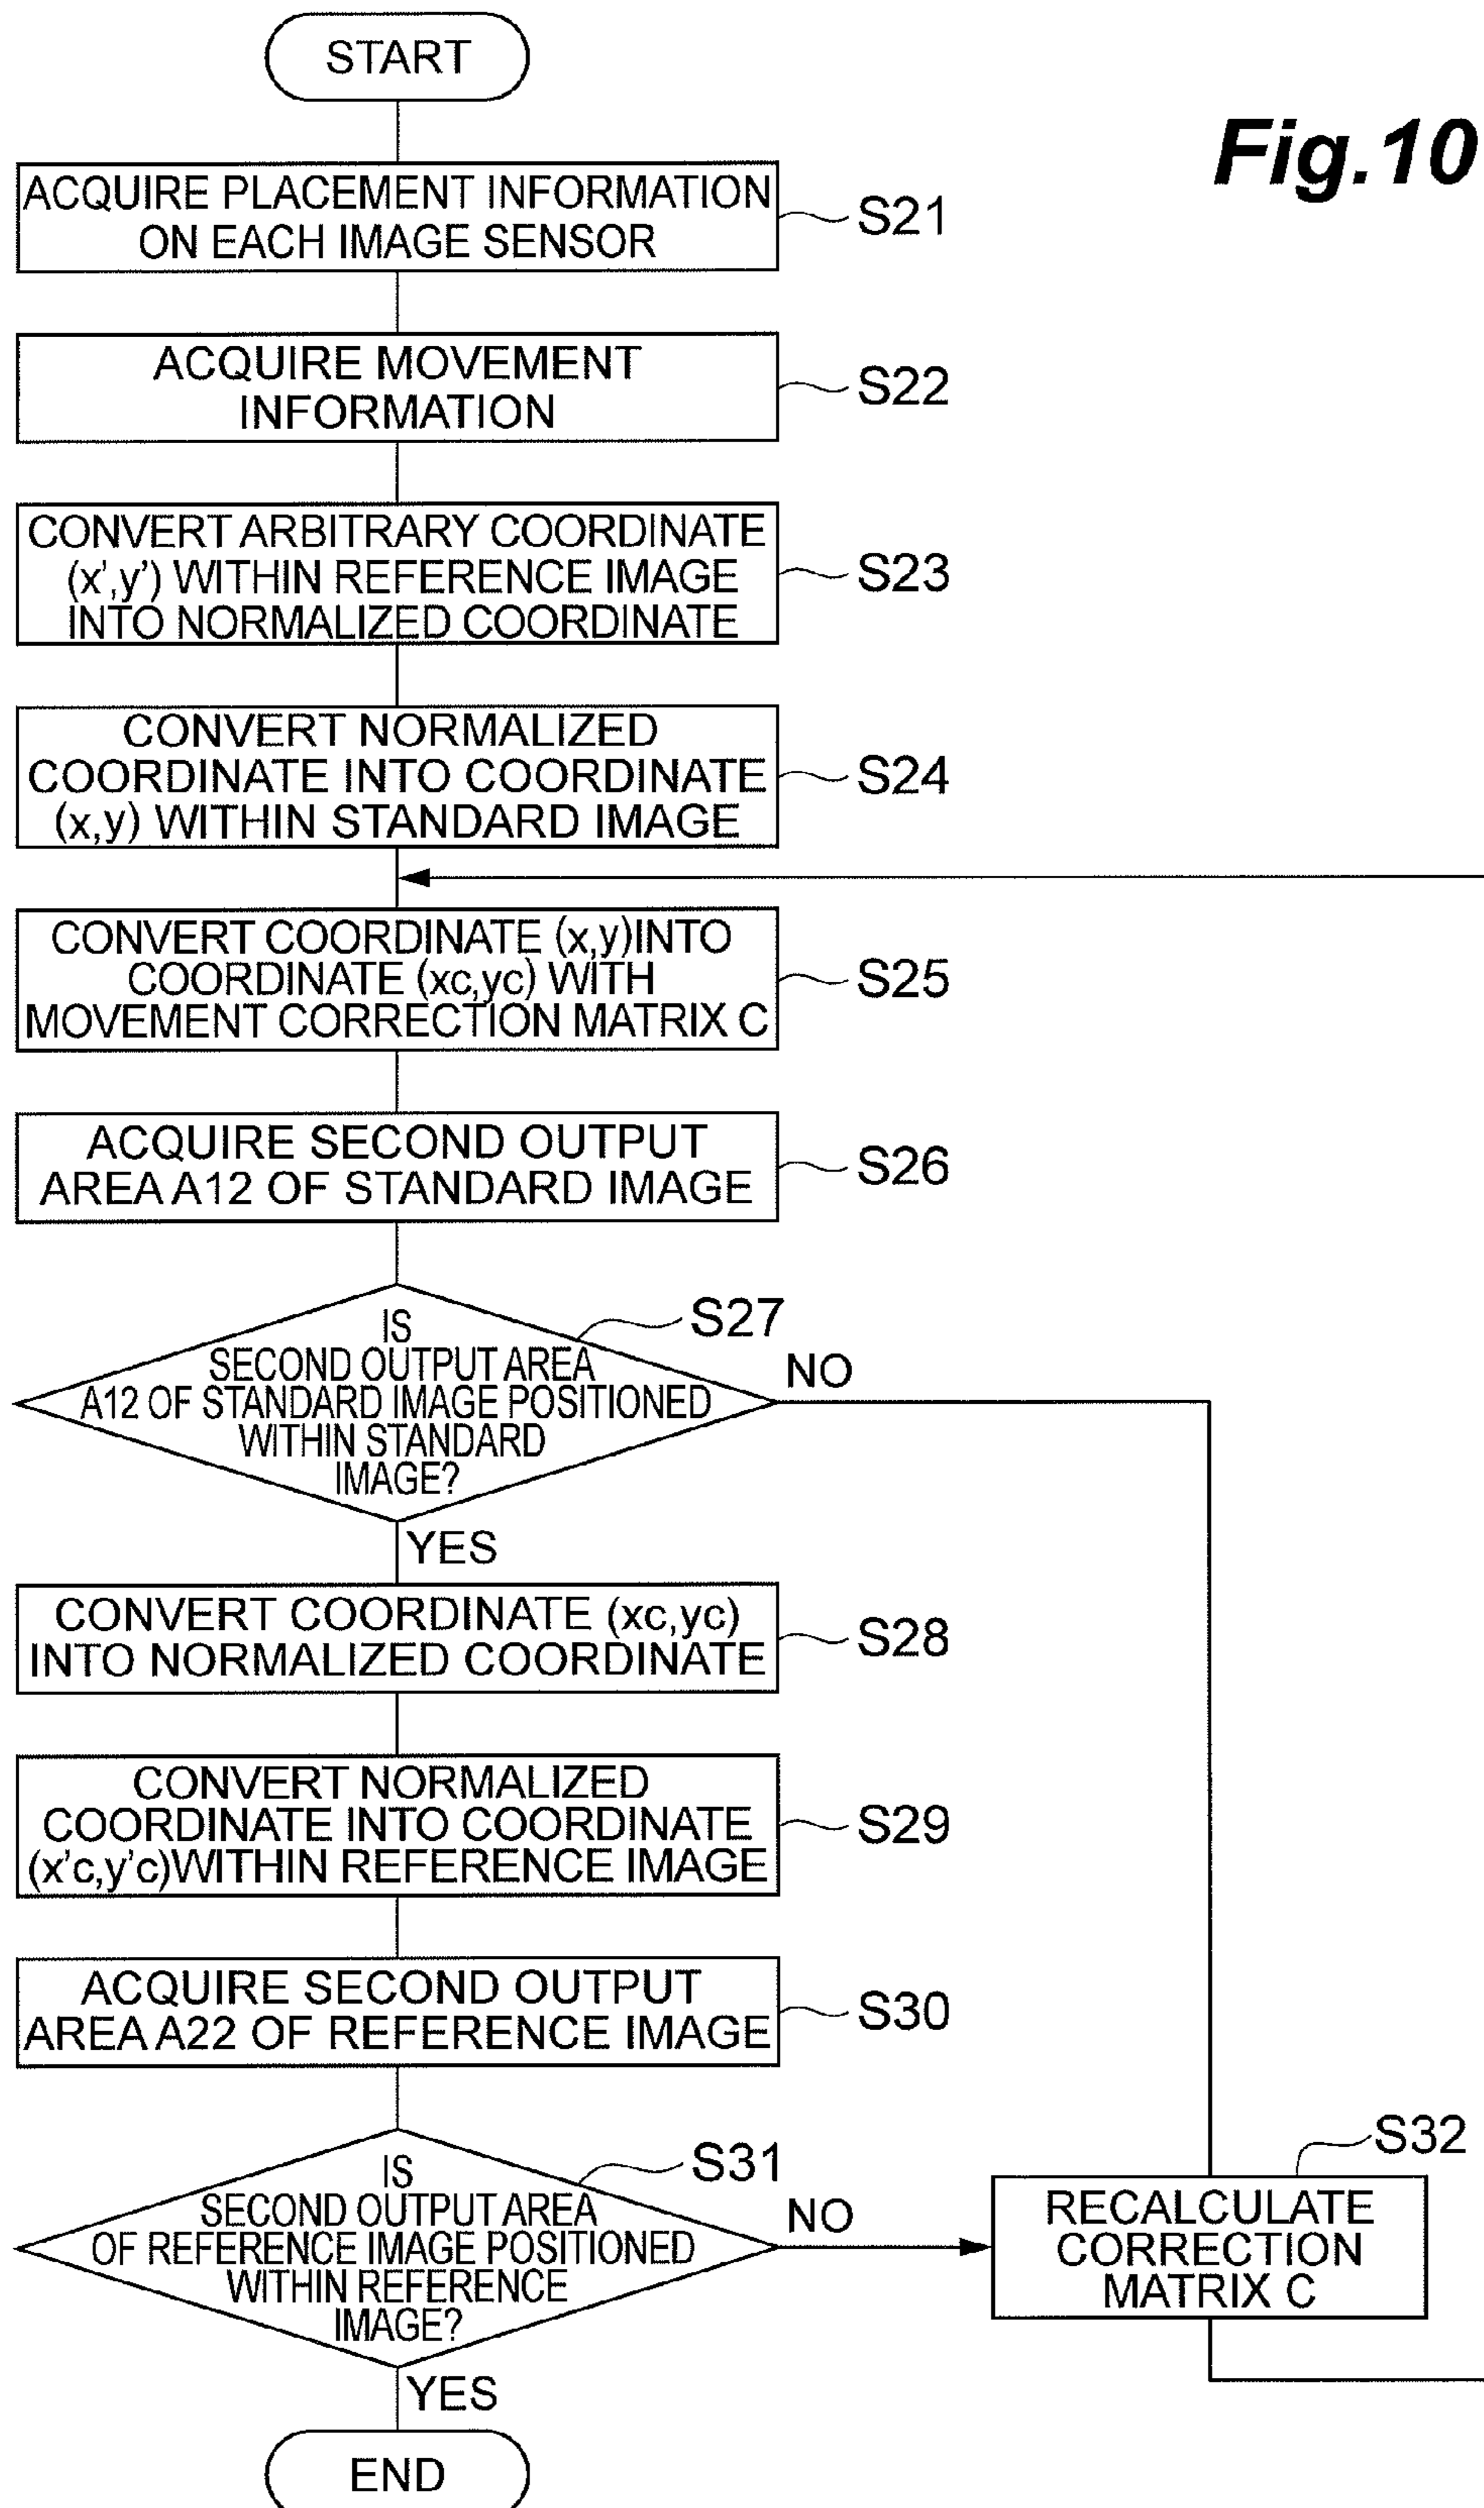 START
Fig.10
ACQUIRE PLACEMENT INFORMATION
ON EACH IMAGE SENSOR
S21
ACQUIRE MOVEMENT
INFORMATION
S22
CONVERT ARBITRARY COORDINATE
(x',y') WITHIN REFERENCE IMAGE
INTO NORMALIZED COORDINATE
S23
CONVERT NORMALIZED
COORDINATE INTO COORDINATE
(x,y) WITHIN STANDARD IMAGE
S24
CONVERT COORDINATE (x,y)INTO
COORDINATE (xc,yc) WITH
MOVEMENT CORRECTION MATRIX C
S25
ACQUIRE SECOND OUTPUT
AREA A12 OF STANDARD IMAGE
S26
IS
SECOND OUTPUT AREA
A12 OF STANDARD IMAGE POSITIONED
WITHIN STANDARD
IMAGE?
S27
NO
YES
CONVERT COORDINATE (xc,yc)
INTO NORMALIZED COORDINATE
S28
CONVERT NORMALIZED
COORDINATE INTO COORDINATE
(x'c,y'c)WITHIN REFERENCE IMAGE
S29
ACQUIRE SECOND OUTPUT
AREA A22 OF REFERENCE IMAGE
S30
IS
SECOND OUTPUT AREA
OF REFERENCE IMAGE POSITIONED
WITHIN REFERENCE
IMAGE?
S31
NO
S32
RECALCULATE
CORRECTION
MATRIX C
YES
END